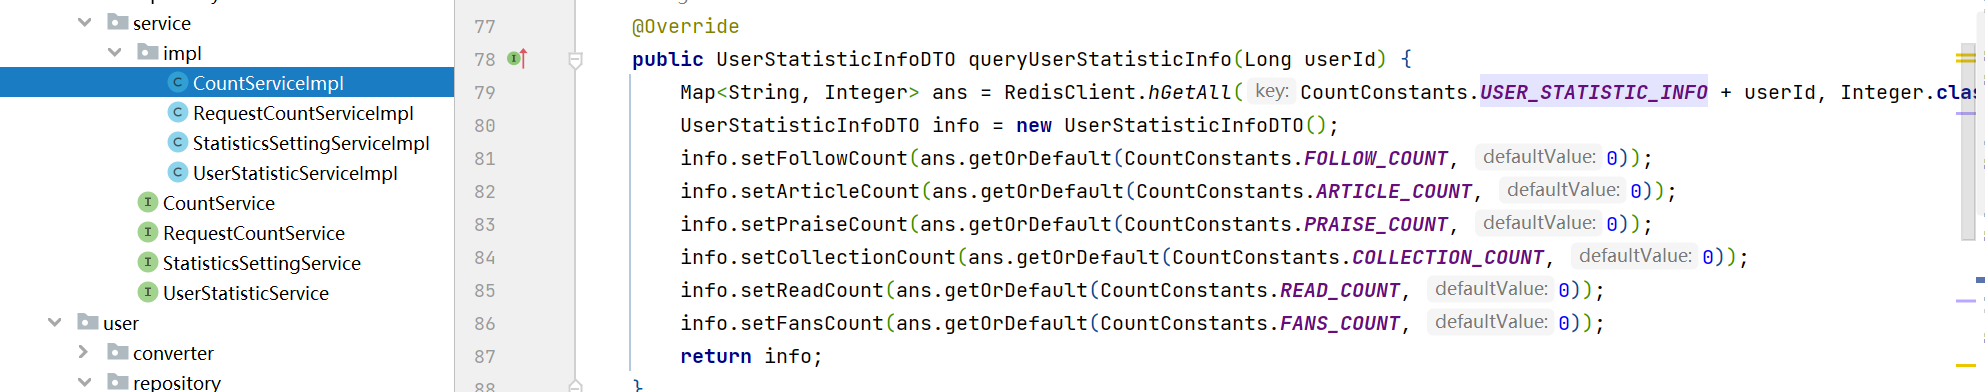 service
impl
CountServiceImpl
RequestCountServiceImpl
StatisticsSettingServiceImpl
UserStatisticServiceImpl
CountService
RequestCountService
StatisticsSettingService
UserStatisticService
user
converter
repository
77 @Override
78 public UserStatisticInfoDTO queryUserStatisticInfo(Long userId) {
79 Map<String, Integer> ans = RedisClient.hGetAll( key: CountConstants.USER_STATISTIC_INFO + userId, Integer.clas
80 UserStatisticInfoDTO info = new UserStatisticInfoDTO();
81 info.setFollowCount(ans.getOrDefault(CountConstants.FOLLOW_COUNT, defaultValue: 0));
82 info.setArticleCount(ans.getOrDefault(CountConstants.ARTICLE_COUNT, defaultValue: 0));
83 info.setPraiseCount(ans.getOrDefault(CountConstants.PRAISE_COUNT, defaultValue: 0));
84 info.setCollectionCount(ans.getOrDefault(CountConstants.COLLECTION_COUNT, defaultValue: 0));
85 info.setReadCount(ans.getOrDefault(CountConstants.READ_COUNT, defaultValue: 0));
86 info.setFansCount(ans.getOrDefault(CountConstants.FANS_COUNT, defaultValue: 0));
87 return info;
88 }